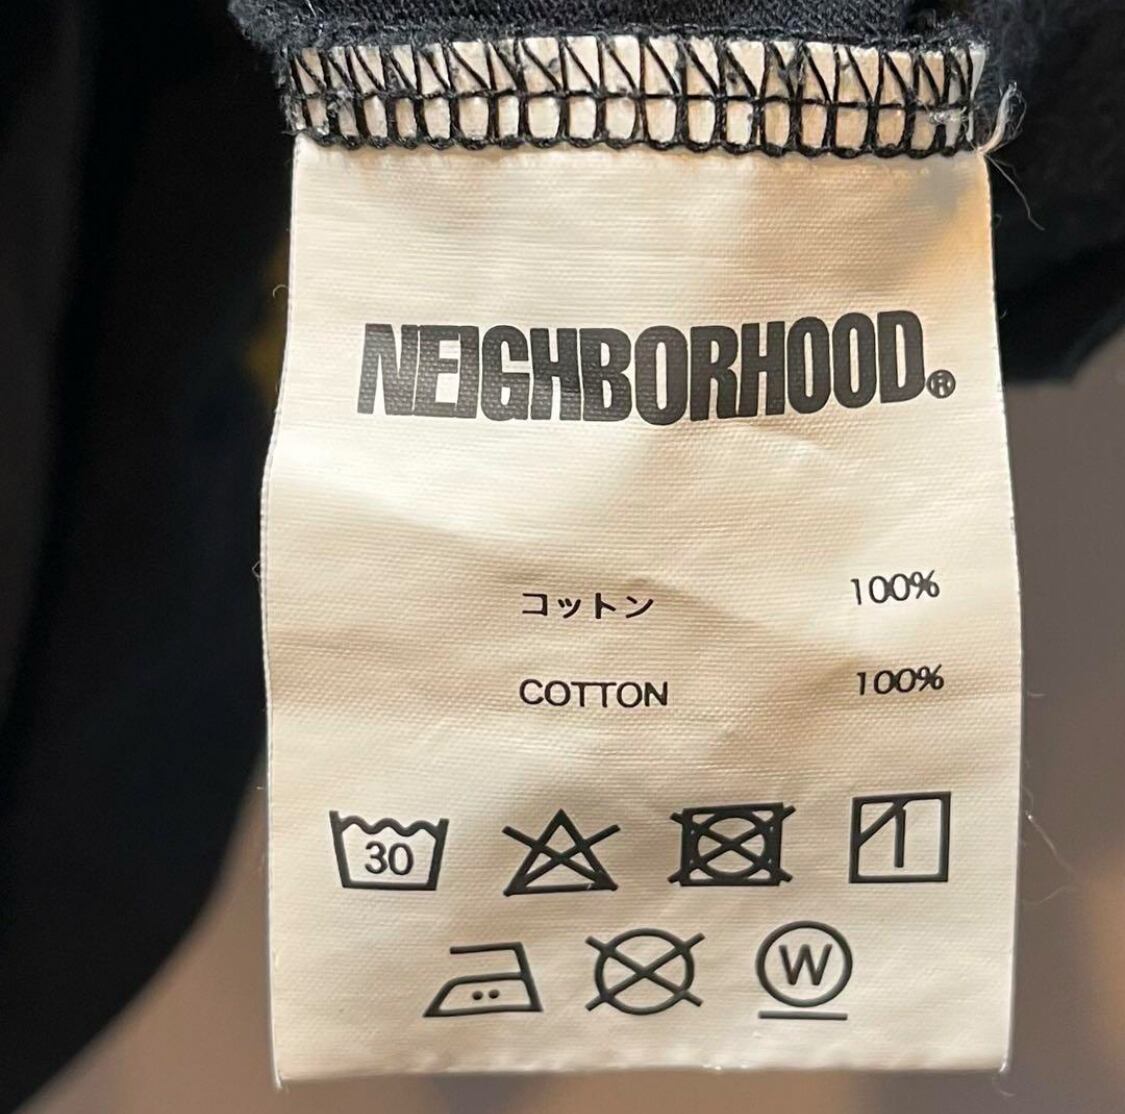 NEIGHBORHOOD®
コットン 100%
COTTON 100%
30
W